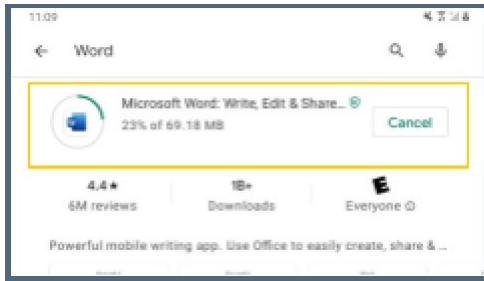 11:09
Word
Microsoft Word: Write, Edit & Share...
23% of 69.18 MB
Cancel
4.4★ 1B+ E
6M reviews Downloads Everyone
Powerful mobile writing app. Use Office to easily create, share & ...